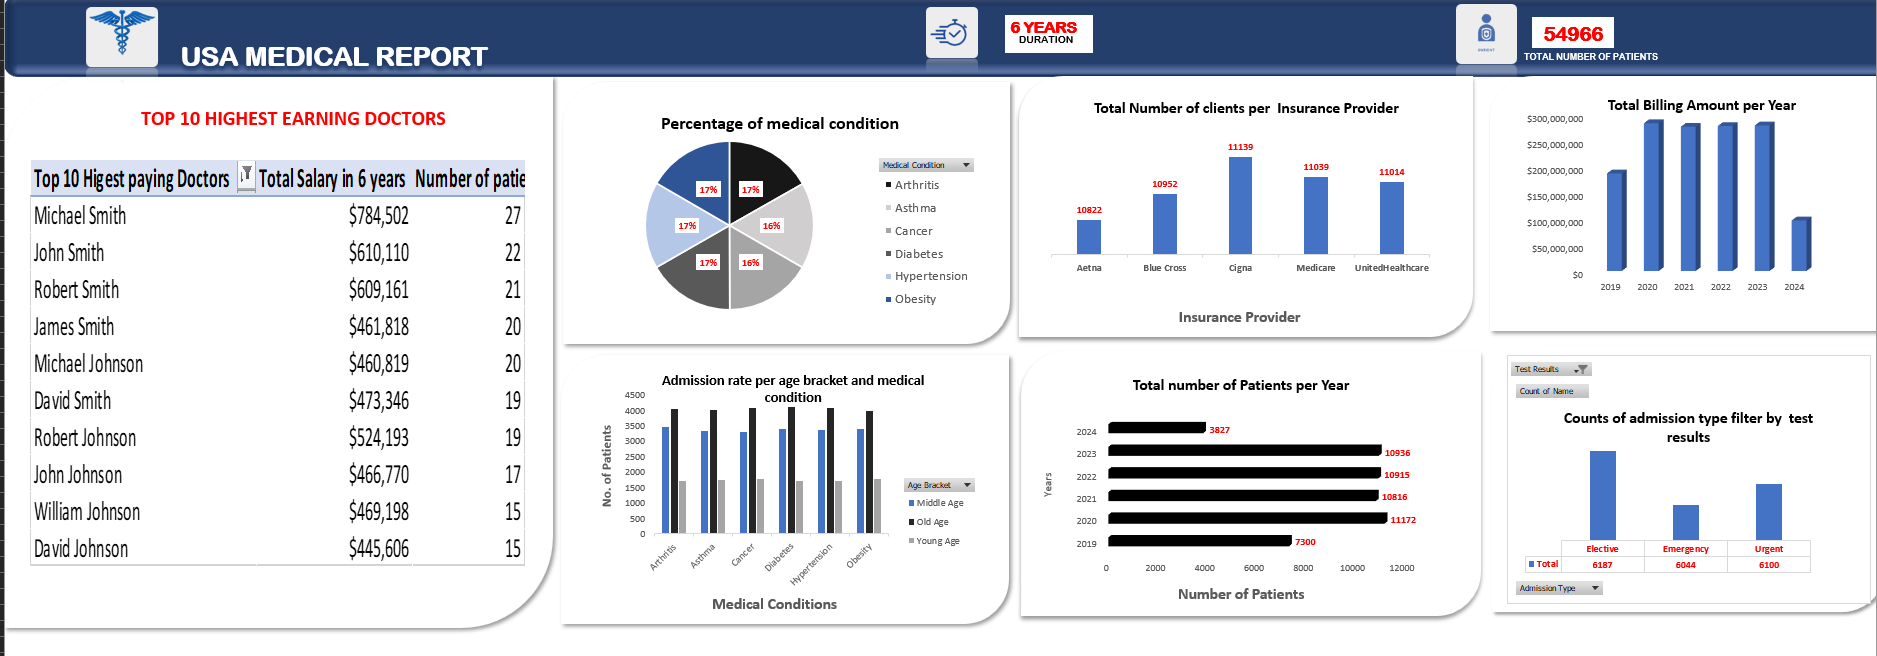 USA MEDICAL REPORT
6 YEARS
DURATION
54966
TOTAL NUMBER OF PATIENTS
TOP 10 HIGHEST EARNING DOCTORS
Top 10 Higest paying Doctors Total Salary in 6 years Number of patie
Michael Smith $784,502 27
John Smith $610,110 22
Robert Smith $609,161 21
James Smith $461,818 20
Michael Johnson $460,819 20
David Smith $473,346 19
Robert Johnson $524,193 19
John Johnson $466,770 17
William Johnson $469,198 15
David Johnson $445,606 15
Percentage of medical condition
17% 17%
17% 16%
17% 16%
Medical Condition
Arthritis
Asthma
Cancer
Diabetes
Hypertension
Obesity
Total Number of clients per Insurance Provider
10822 10952 11139 11039 11014
Aetna Blue Cross Cigna Medicare UnitedHealthcare
Insurance Provider
Total Billing Amount per Year
$300,000,000
$250,000,000
$200,000,000
$150,000,000
$100,000,000
$50,000,000
$0
2019 2020 2021 2022 2023 2024
Admission rate per age bracket and medical
condition
No. of Patients
4500
4000
3500
3000
2500
2000
1500
1000
500
0
Arthritis Asthma Cancer Diabetes Hypertension Obesity
Medical Conditions
Age Bracket
Middle Age
Old Age
Young Age
Total number of Patients per Year
Years
2024 3827
2023 10936
2022 10915
2021 10816
2020 11172
2019 7300
0 2000 4000 6000 8000 10000 12000
Number of Patients
Test Results
Count of Name
Counts of admission type filter by test
results
Elective Emergency Urgent
Total 6187 6044 6100
Admission Type